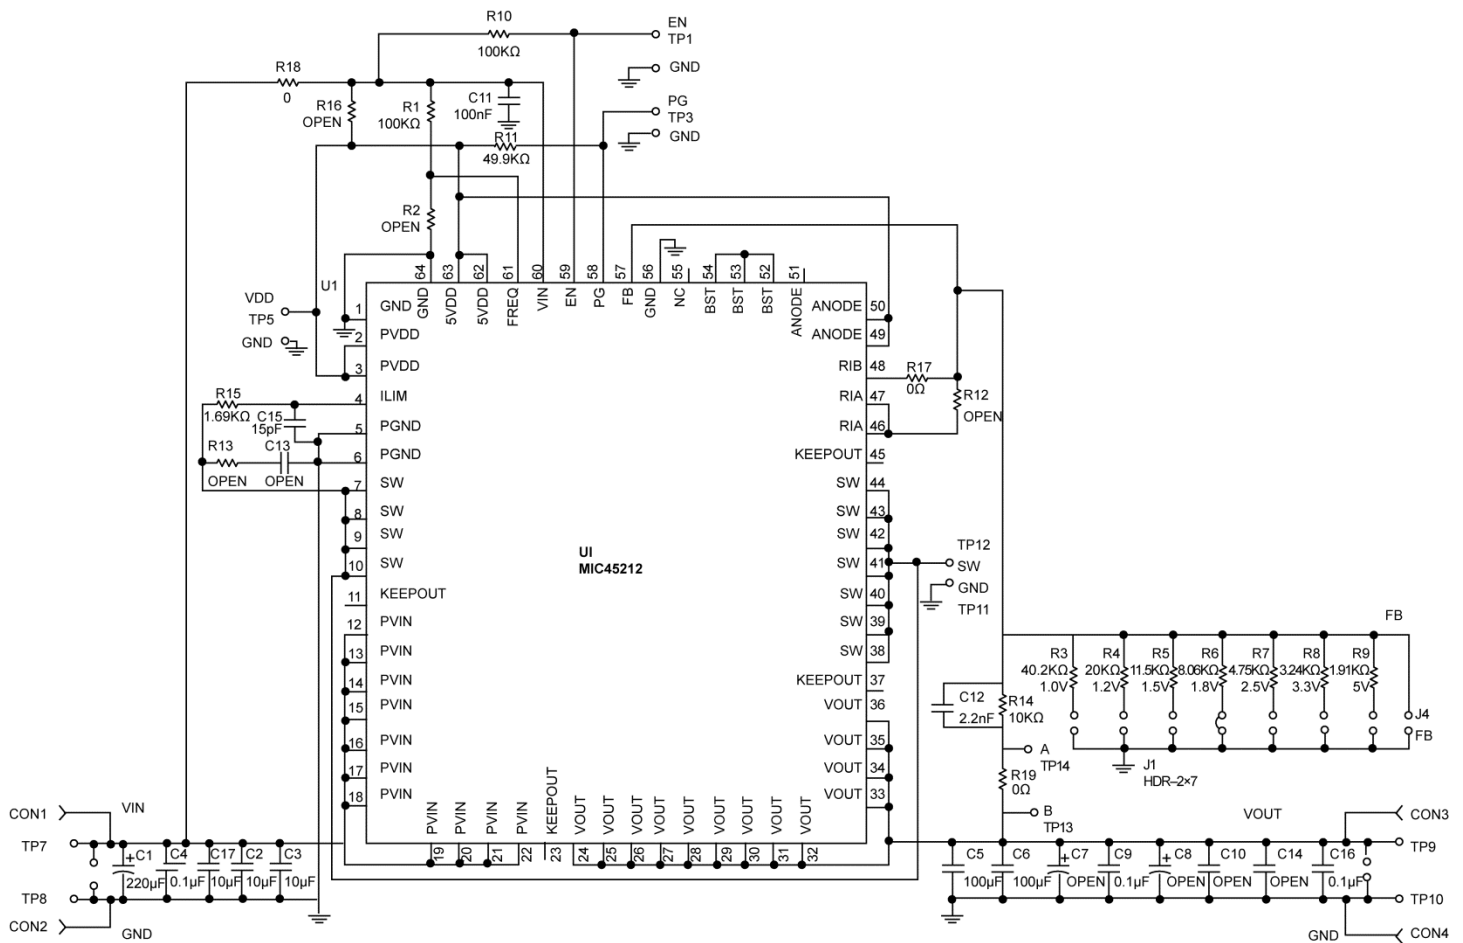 R10
100KΩ
EN
TP1
GND
R18
0
R16
OPEN
R1
100KΩ
C11
100nF
PG
TP3
GND
R11
49.9KΩ
R2
OPEN
U1
64
63
62
61
60
59
58
57
56
55
54
53
52
51
GND
5VDD
5VDD
FREQ
VIN
EN
PG
FB
GND
NC
BST
BST
BST
ANODE
VDD
TP5
GND
1
GND
2
PVDD
3
PVDD
4
ILIM
5
PGND
6
PGND
7
SW
8
SW
9
SW
10
SW
11
KEEPOUT
12
PVIN
13
PVIN
14
PVIN
15
PVIN
16
PVIN
17
PVIN
18
PVIN
R15
1.69KΩ
C15
15pF
R13
OPEN
C13
OPEN
UI
MIC45212
ANODE 50
ANODE 49
RIB 48
RIA 47
RIA 46
KEEPOUT 45
SW 44
SW 43
SW 42
SW 41
SW 40
SW 39
SW 38
KEEPOUT 37
VOUT 36
VOUT 35
VOUT 34
VOUT 33
R17
0Ω
R12
OPEN
TP12
SW
GND
TP11
FB
R3
40.2KΩ
1.0V
R4
20KΩ
1.2V
R5
11.5KΩ
1.5V
R6
8.06KΩ
1.8V
R7
4.75KΩ
2.5V
R8
3.24KΩ
3.3V
R9
1.91KΩ
5V
C12
2.2nF
R14
10KΩ
J4
FB
A
TP14
J1
HDR–2×7
R19
0Ω
B
TP13
VOUT
PVIN
PVIN
PVIN
PVIN
KEEPOUT
VOUT
VOUT
VOUT
VOUT
VOUT
VOUT
VOUT
VOUT
VOUT
19
20
21
22
23
24
25
26
27
28
29
30
31
32
CON1
VIN
TP7
C1
220µF
C4
0.1µF
C17
10µF
C2
10µF
C3
10µF
TP8
CON2
GND
C5
100µF
C6
100µF
C7
OPEN
C9
0.1µF
C8
OPEN
C10
OPEN
C14
OPEN
C16
0.1µF
CON3
TP9
TP10
GND
CON4